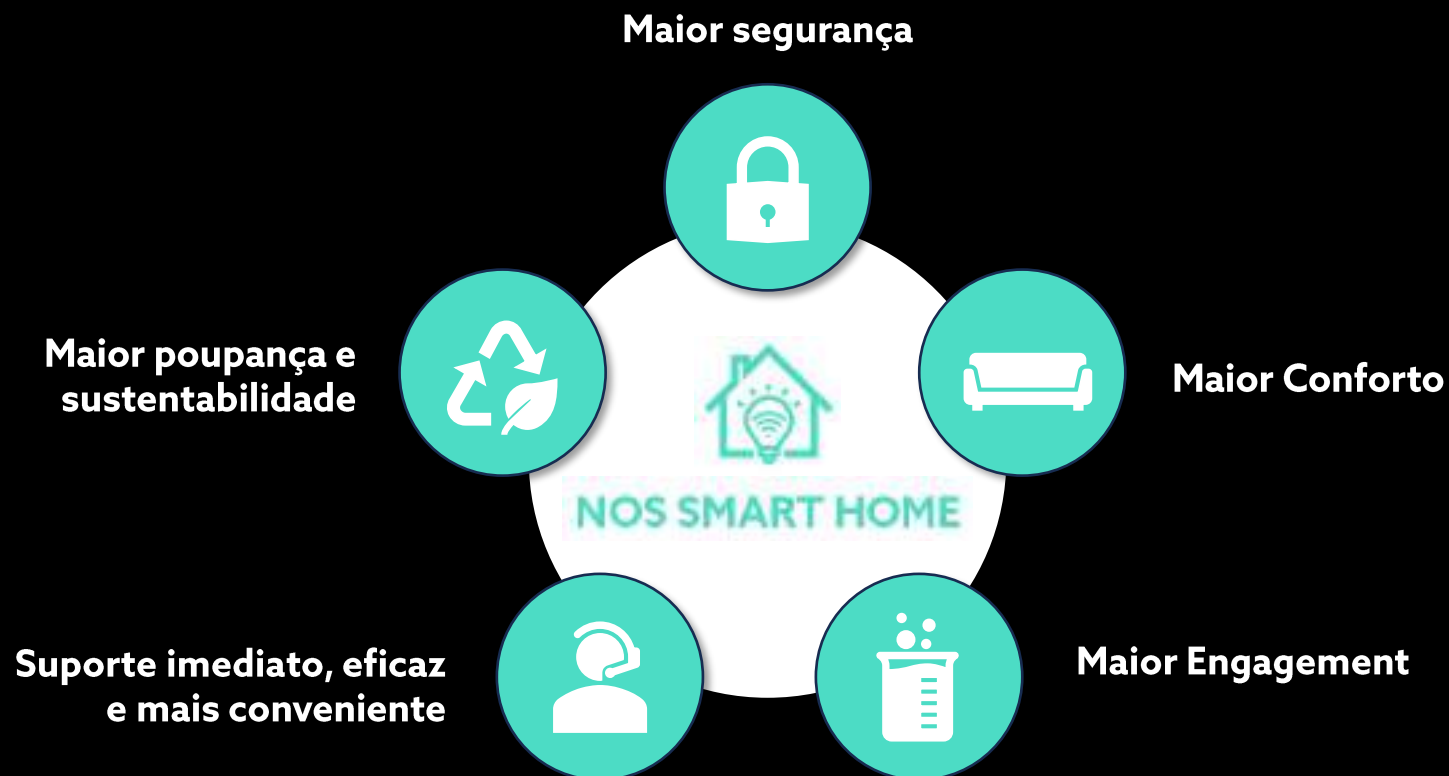 Maior segurança
Maior poupança e
sustentabilidade
Maior Conforto
NOS SMART HOME
Suporte imediato, eficaz
e mais conveniente
Maior Engagement